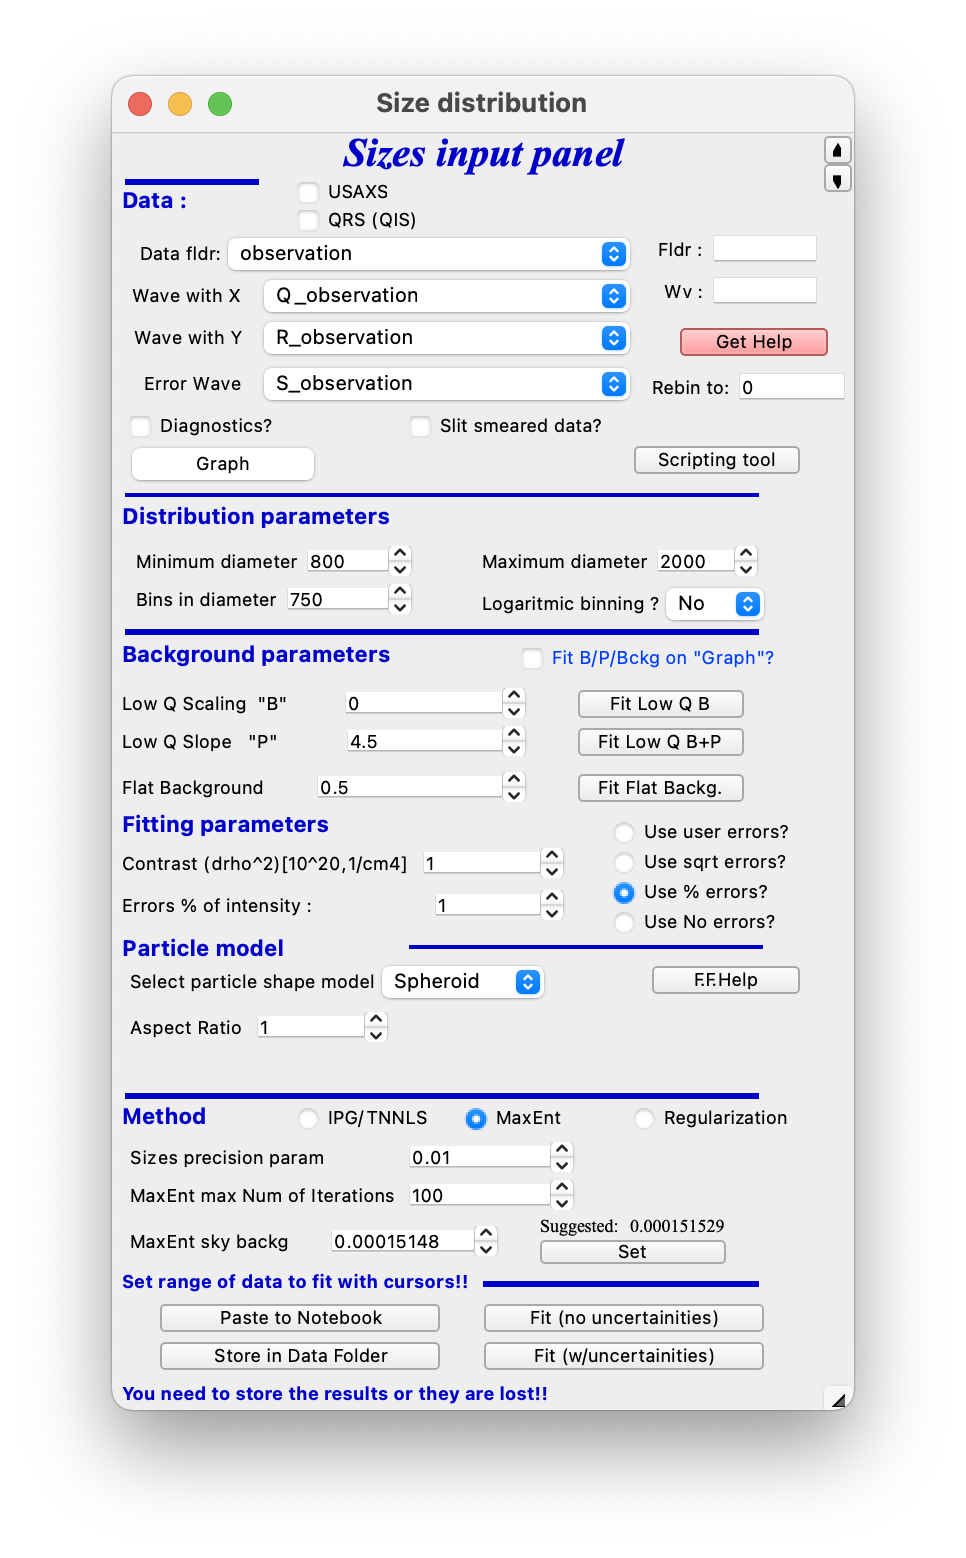 Size distribution
Sizes input panel
Data :
USAXS
QRS (QIS)
Data fldr: observation
Fldr :
Wave with X Q_observation
Wv :
Wave with Y R_observation
Get Help
Error Wave S_observation
Rebin to: 0
Diagnostics? Slit smeared data?
Graph Scripting tool
Distribution parameters
Minimum diameter 800 Maximum diameter 2000
Bins in diameter 750 Logaritmic binning ? No
Background parameters Fit B/P/Bckg on "Graph"?
Low Q Scaling "B" 0 Fit Low Q B
Low Q Slope "P" 4.5 Fit Low Q B+P
Flat Background 0.5 Fit Flat Backg.
Fitting parameters Use user errors?
Contrast (drho^2)[10^20,1/cm4] 1 Use sqrt errors?
Use % errors?
Errors % of intensity : 1
Use No errors?
Particle model
Select particle shape model Spheroid F.F.Help
Aspect Ratio 1
Method IPG/TNNLS MaxEnt Regularization
Sizes precision param 0.01
MaxEnt max Num of Iterations 100
Suggested: 0.000151529
MaxEnt sky backg 0.00015148 Set
Set range of data to fit with cursors!!
Paste to Notebook Fit (no uncertainities)
Store in Data Folder Fit (w/uncertainities)
You need to store the results or they are lost!!